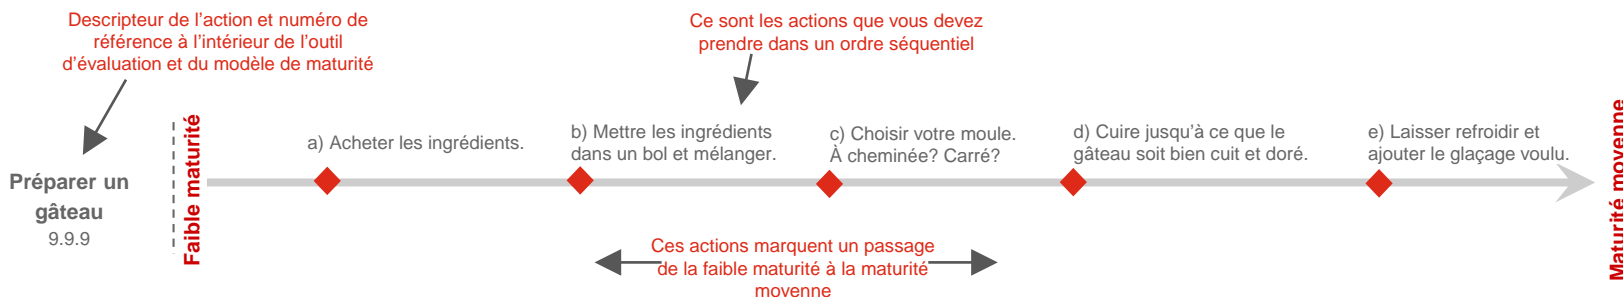 Descripteur de l’action et numéro de
référence à l’intérieur de l’outil
d’évaluation et du modèle de maturité
Ce sont les actions que vous devez
prendre dans un ordre séquentiel
Préparer un
gâteau
9.9.9
Faible maturité
a) Acheter les ingrédients.
b) Mettre les ingrédients
dans un bol et mélanger.
c) Choisir votre moule.
À cheminée? Carré?
d) Cuire jusqu’à ce que le
gâteau soit bien cuit et doré.
e) Laisser refroidir et
ajouter le glaçage voulu.
Maturité moyenne
Ces actions marquent un passage
de la faible maturité à la maturité
movenne